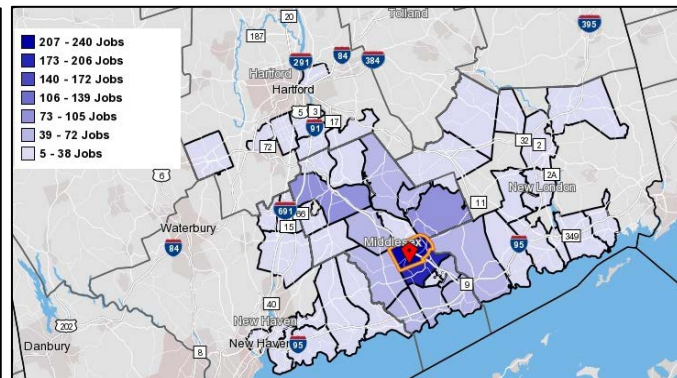 207 - 240 Jobs
173 - 206 Jobs
140 - 172 Jobs
106 - 139 Jobs
73 - 105 Jobs
39 - 72 Jobs
5 - 38 Jobs
20
Tolland
395
187
291
84
384
Hartford
Hartford
5
3
17
91
72
6
32
2
2A
New London
11
691
66
15
Waterbury
Middlesex
95
349
84
9
40
New Haven
New Haven
202
Danbury
8
95